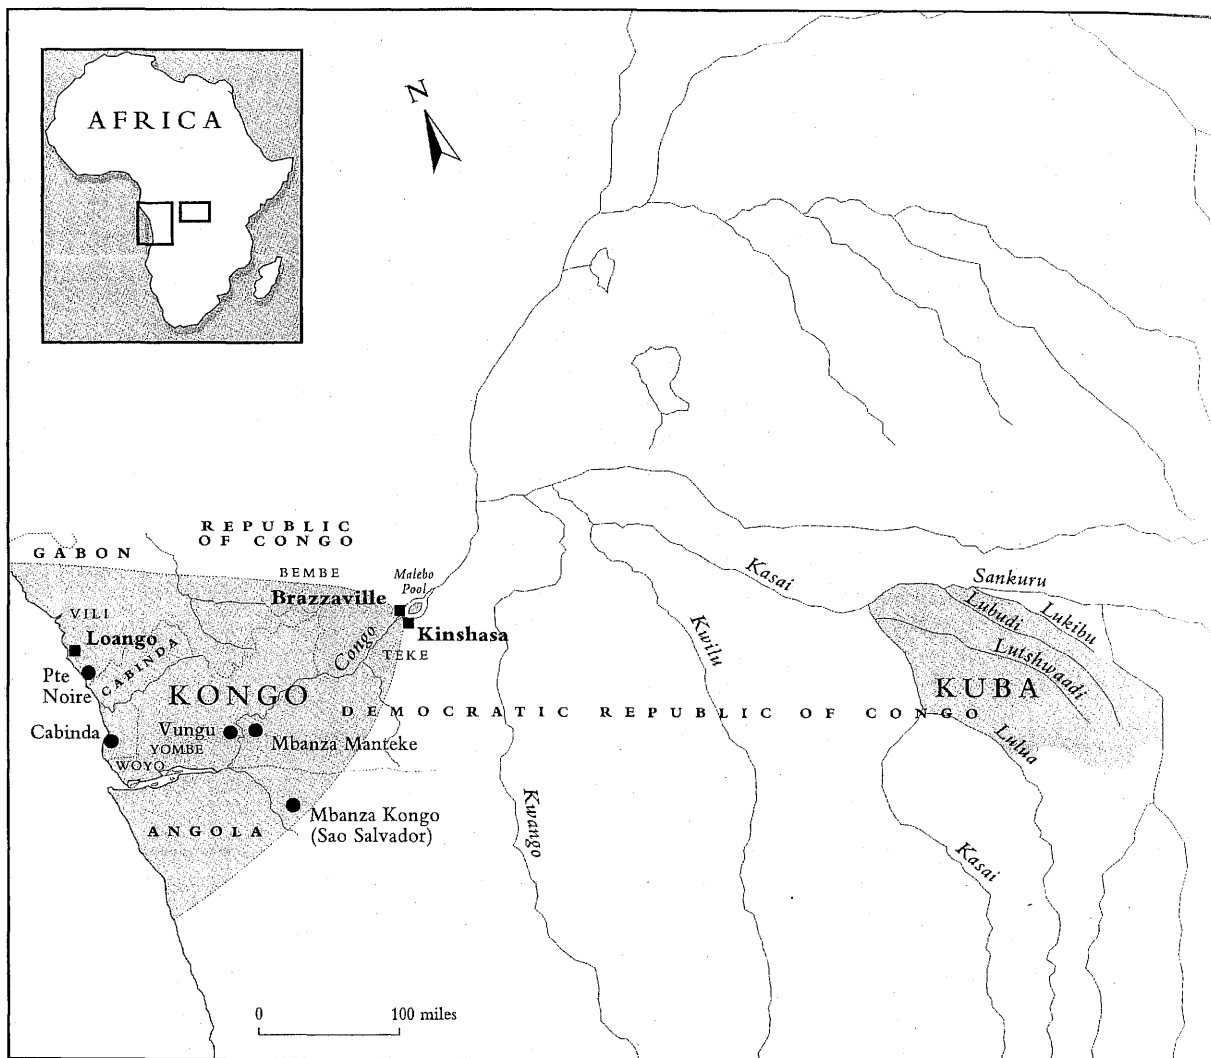 AFRICA
N
REPUBLIC
OF CONGO
GABON
BEMBE
Malebo
Pool
Brazzaville
Kinshasa
VILI
Loango
Congo
TEKE
Pte
Noire
CABINDA
KONGO
DEMOCRATIC REPUBLIC OF CONGO
Cabinda
Vungu
YOMBE
Mbanza Manteke
WOYO
Mbanza Kongo
(Sao Salvador)
ANGOLA
Kasai
Sankuru
Lubudi
Lukibu
Kwilu
Lutshwaadi
KUBA
Lulua
Kwango
Kasai
0 100 miles